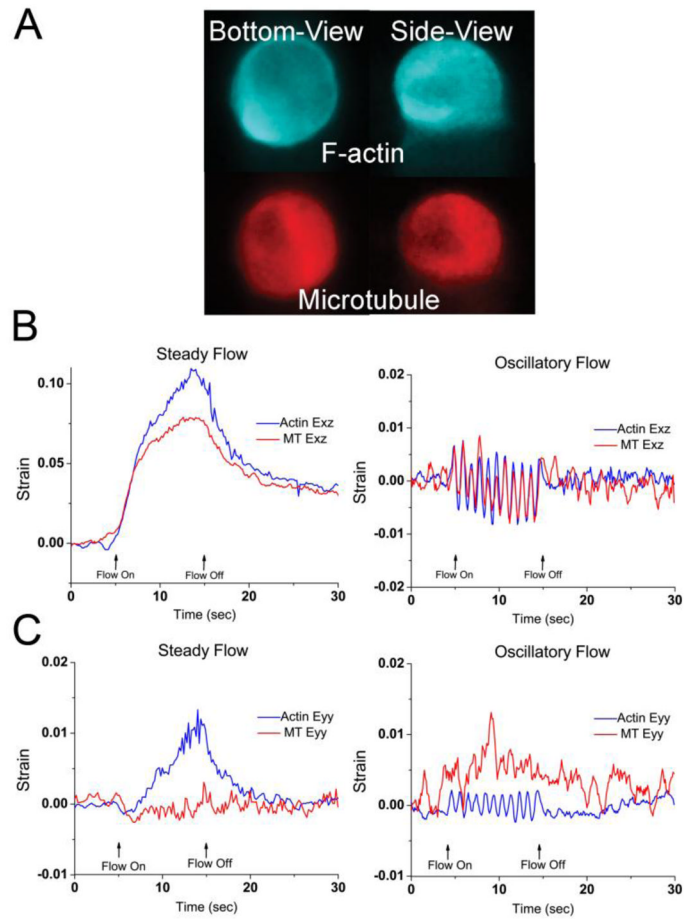 A
Bottom-View Side-View
F-actin
Microtubule
B
Steady Flow
0.10
0.05
0.00
Strain
Actin Exz
MT Exz
Flow On
Flow Off
0 10 20 30
Time (sec)
Oscillatory Flow
0.02
0.01
0.00
-0.01
-0.02
Strain
Actin Exz
MT Exz
Flow On
Flow Off
0 10 20 30
Time (sec)
C
Steady Flow
0.02
0.01
0.00
-0.01
Strain
Actin Eyy
MT Eyy
Flow On
Flow Off
0 10 20 30
Time (sec)
Oscillatory Flow
0.02
0.01
0.00
-0.01
Strain
Actin Eyy
MT Eyy
Flow On
Flow Off
0 10 20 30
Time (sec)